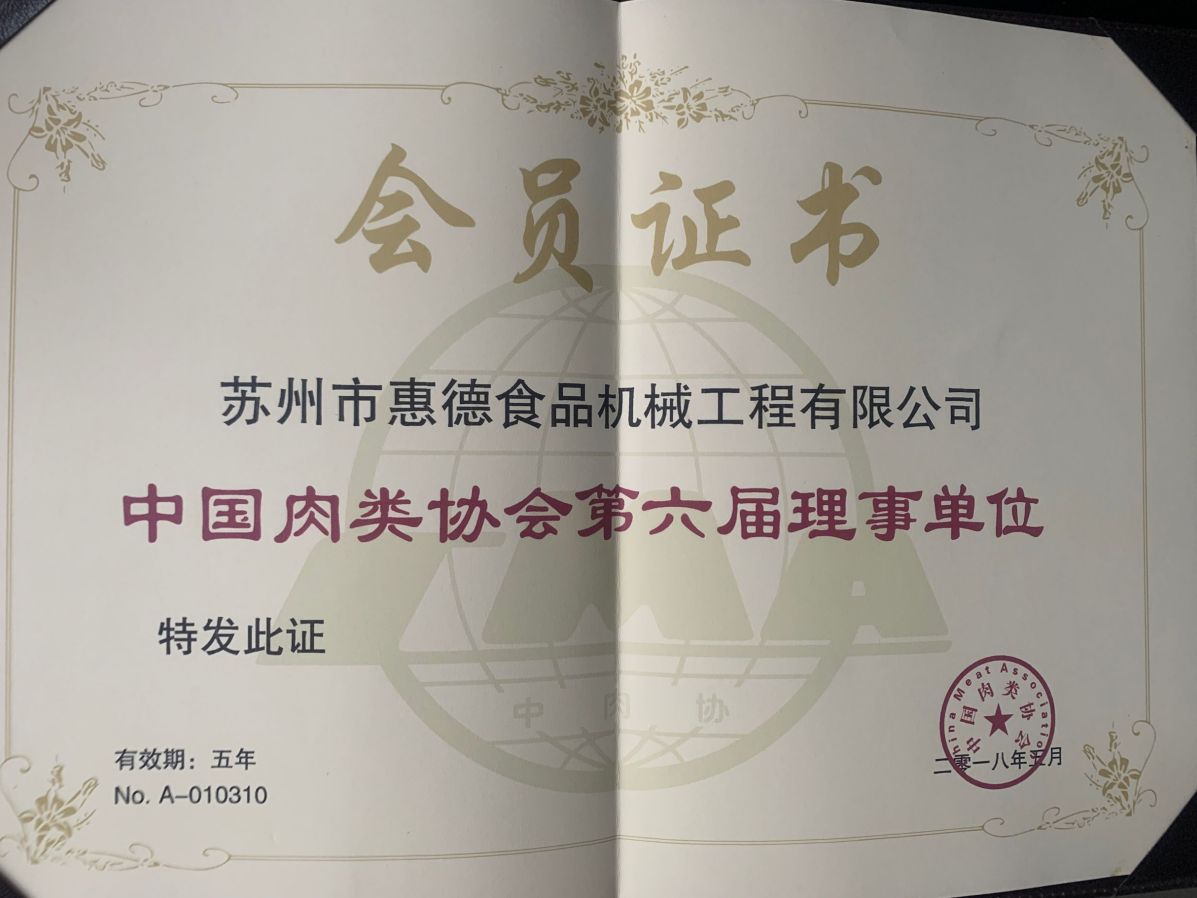 会员证书
苏州市惠德食品机械工程有限公司
中国肉类协会第六届理事单位
CMA
特发此证
中 肉 协
China Meat Association
中国肉类协会
有效期：五年
二零一八年五月
No. A-010310